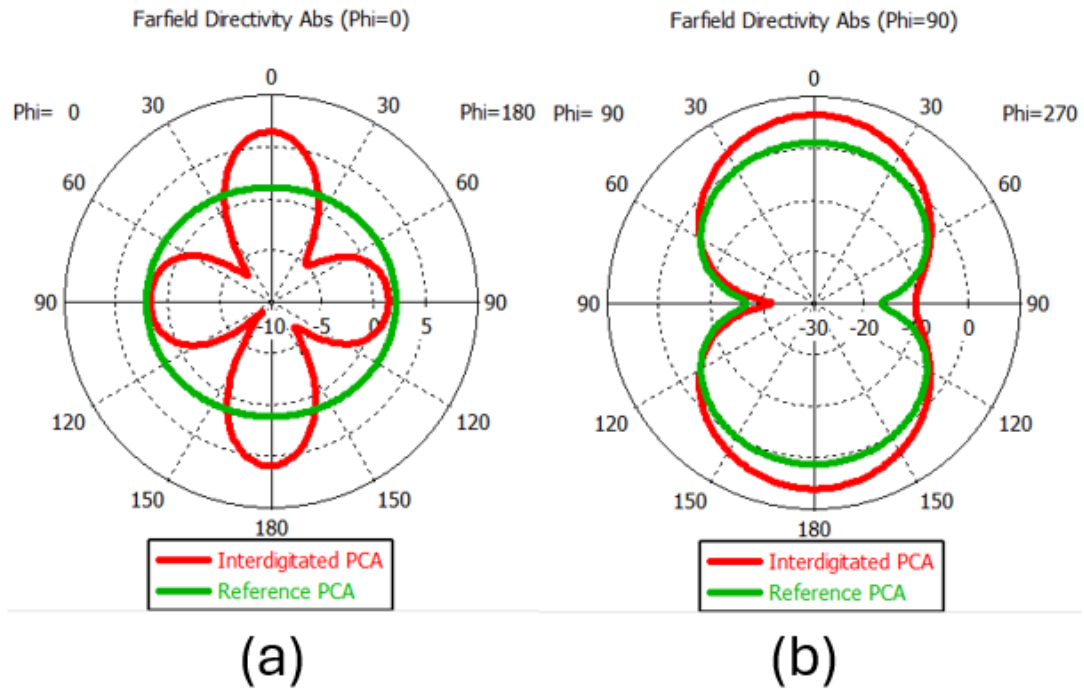 Farfield Directivity Abs (Phi=0)
0
30
30
Phi= 0
Phi=180
60
60
90
-10
-5
0
5
90
120
120
150
150
180
Interdigitated PCA
Reference PCA
(a)
Farfield Directivity Abs (Phi=90)
0
30
30
Phi= 90
Phi=270
60
60
90
-30
-20
-10
0
90
120
120
150
150
180
Interdigitated PCA
Reference PCA
(b)